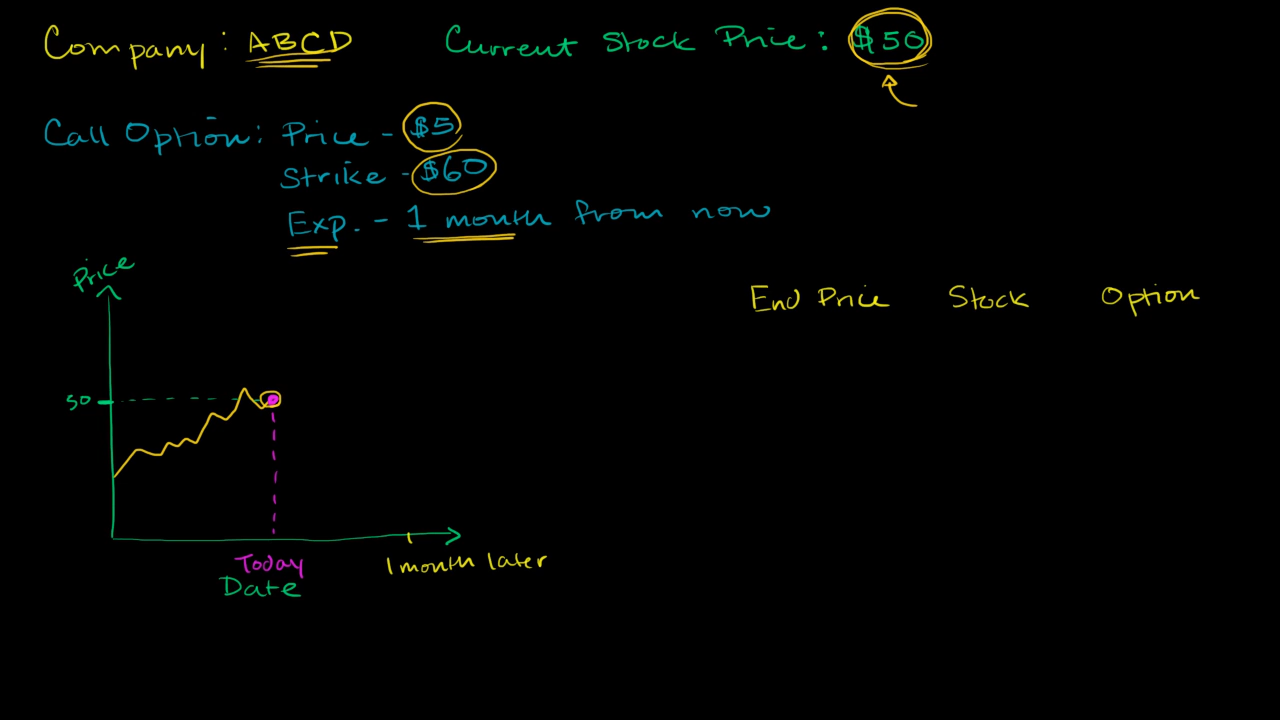 Company: ABCD Current Stock Price: $50
Call Option: Price - $5
Strike - $60
Exp. - 1 month from now
Price
End Price Stock Option
50
Today
1 month later
Date